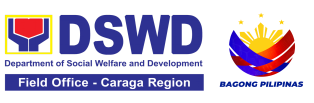 DSWD
Department of Social Welfare and Development
Field Office - Caraga Region
BAGONG PILIPINAS